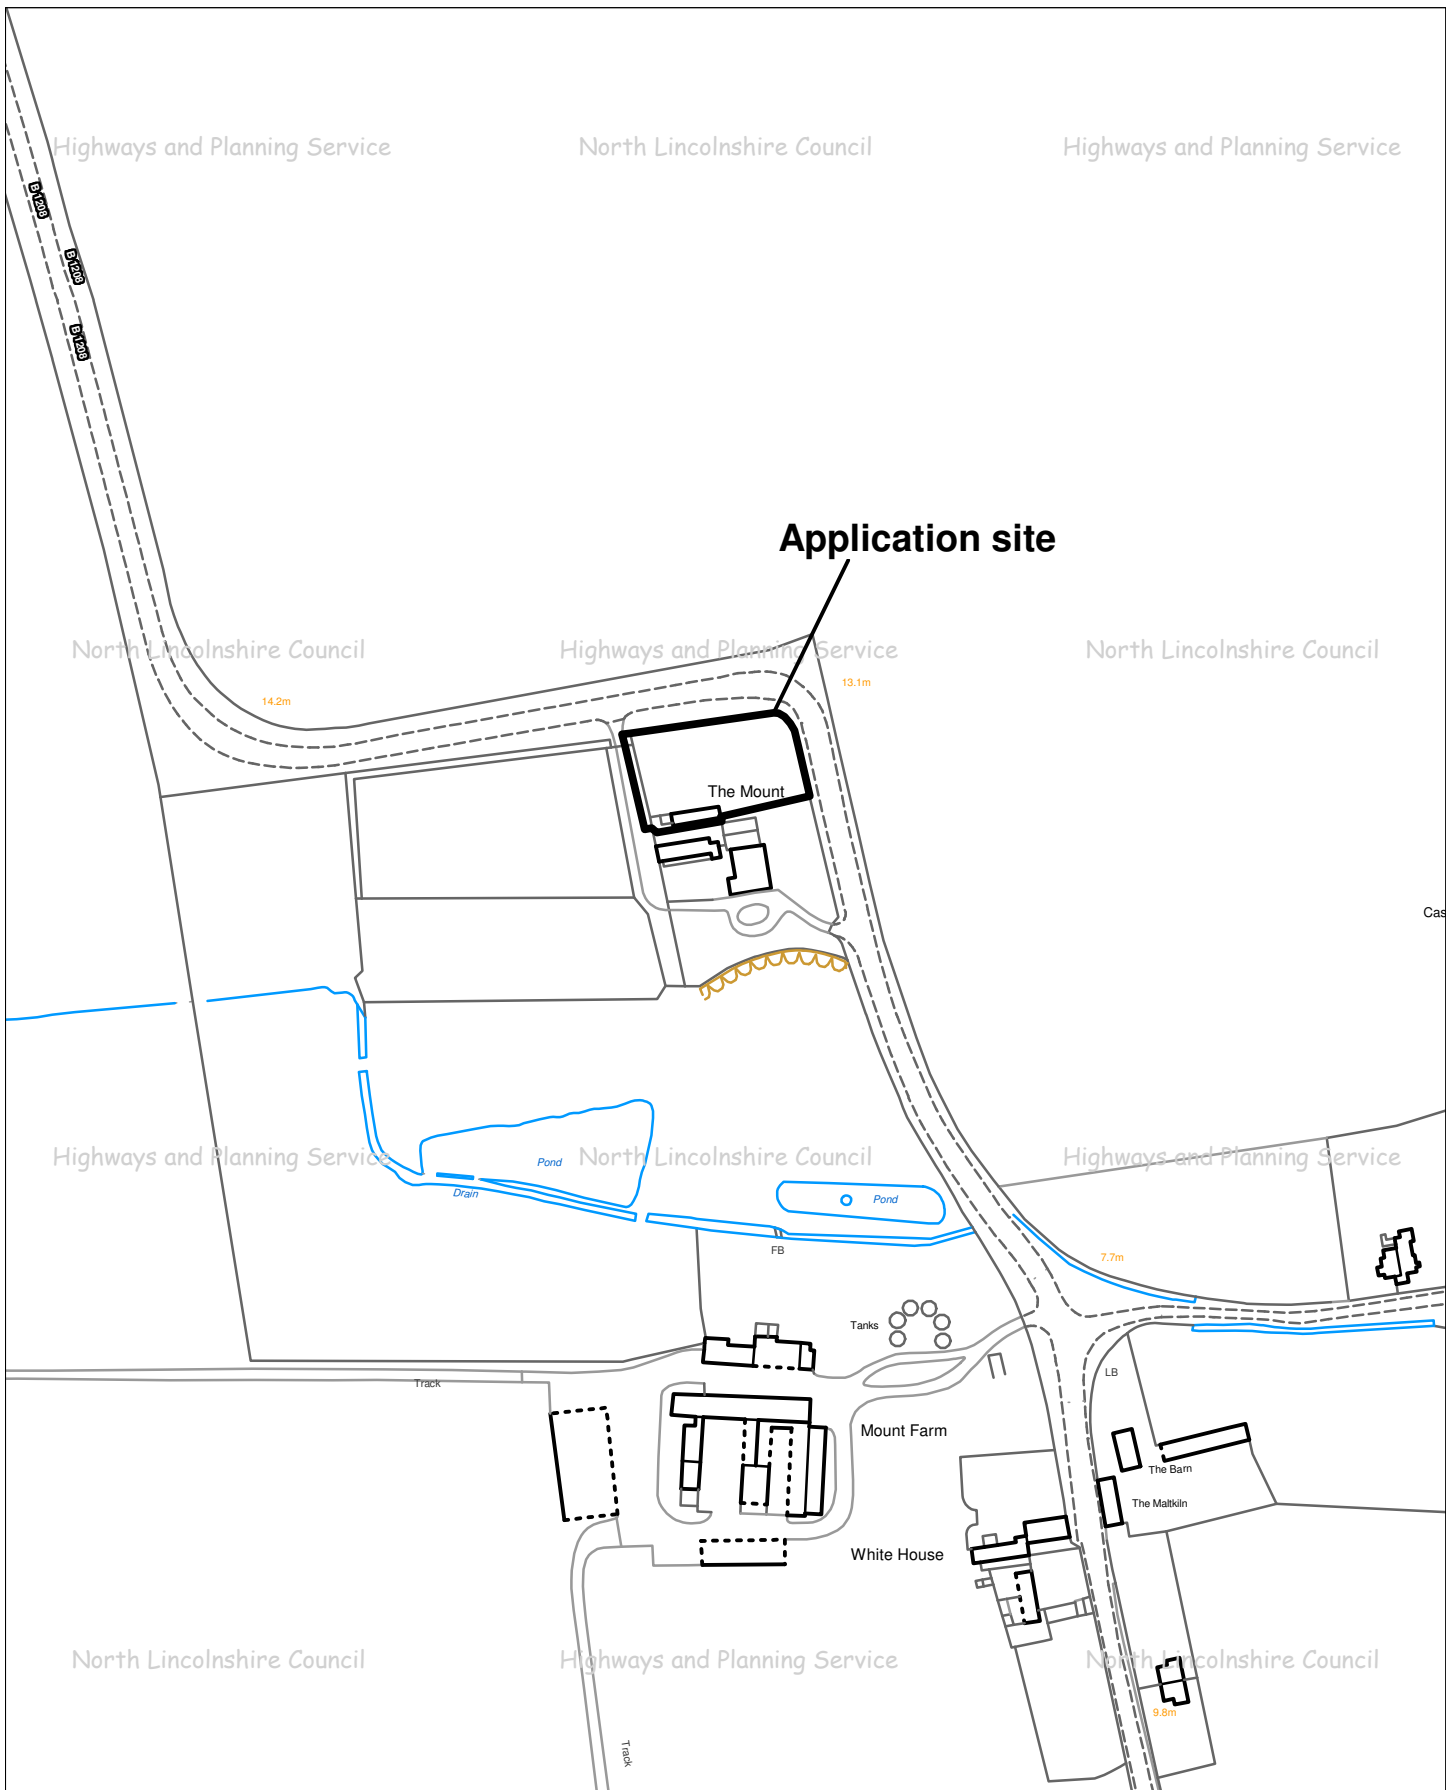 Highways and Planning Service
North Lincolnshire Council
Highways and Planning Service
B 1208
B 1208
B 1208
Application site
North Lincolnshire Council
Highways and Planning Service
North Lincolnshire Council
13.1m
14.2m
The Mount
Cas
Highways and Planning Service
North Lincolnshire Council
Highways and Planning Service
Pond
Drain
Pond
FB
7.7m
Tanks
Track
LB
Mount Farm
The Barn
The Maltkiln
White House
North Lincolnshire Council
Highways and Planning Service
North Lincolnshire Council
9.8m
Track